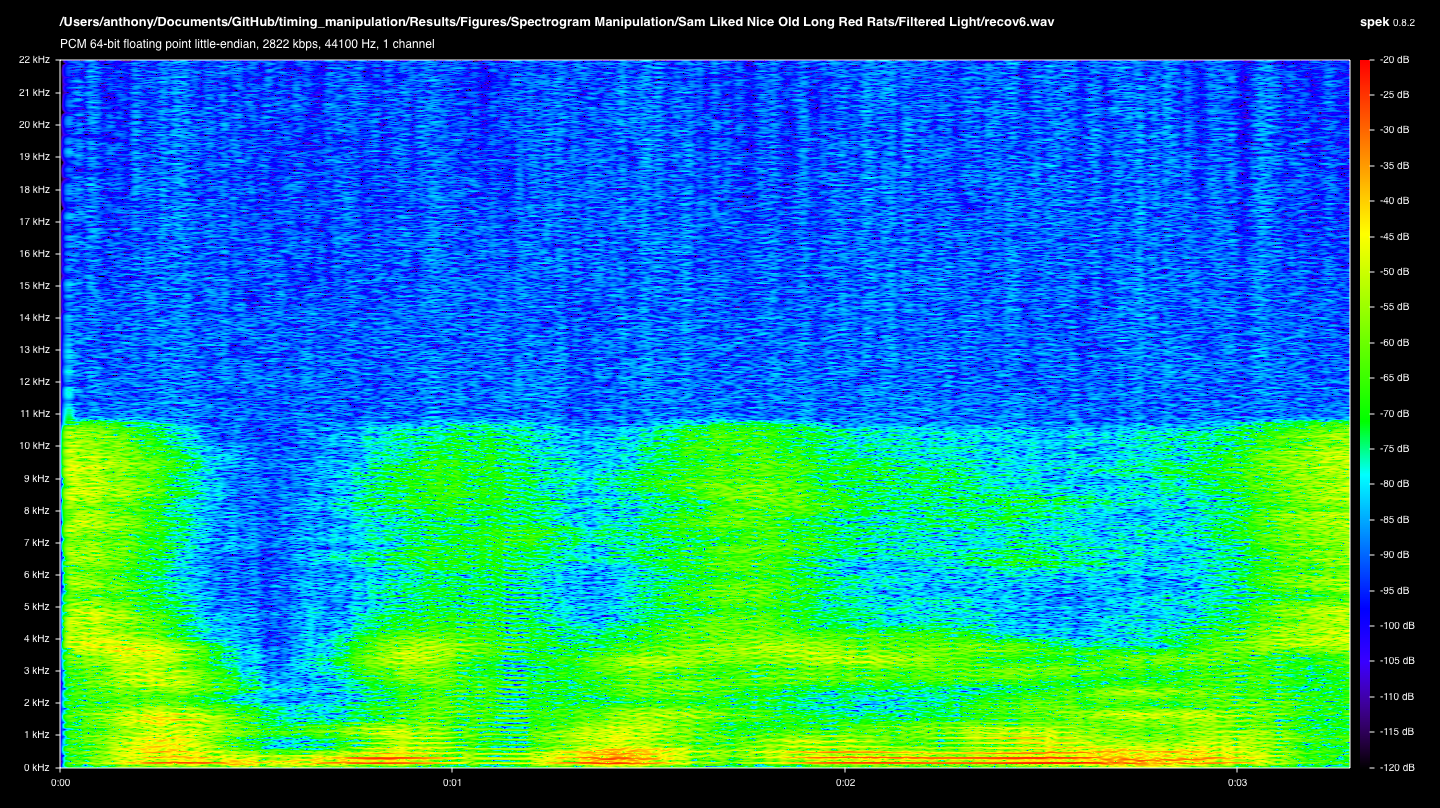 /Users/anthony/Documents/GitHub/timing_manipulation/Results/Figures/Spectrogram Manipulation/Sam Liked Nice Old Long Red Rats/Filtered Light/recov6.wav
spek 0.8.2
PCM 64-bit floating point little-endian, 2822 kbps, 44100 Hz, 1 channel
22 kHz
21 kHz
20 kHz
19 kHz
18 kHz
17 kHz
16 kHz
15 kHz
14 kHz
13 kHz
12 kHz
11 kHz
10 kHz
9 kHz
8 kHz
7 kHz
6 kHz
5 kHz
4 kHz
3 kHz
2 kHz
1 kHz
0 kHz
0:00
0:01
0:02
0:03
-20 dB
-25 dB
-30 dB
-35 dB
-40 dB
-45 dB
-50 dB
-55 dB
-60 dB
-65 dB
-70 dB
-75 dB
-80 dB
-85 dB
-90 dB
-95 dB
-100 dB
-105 dB
-110 dB
-115 dB
-120 dB